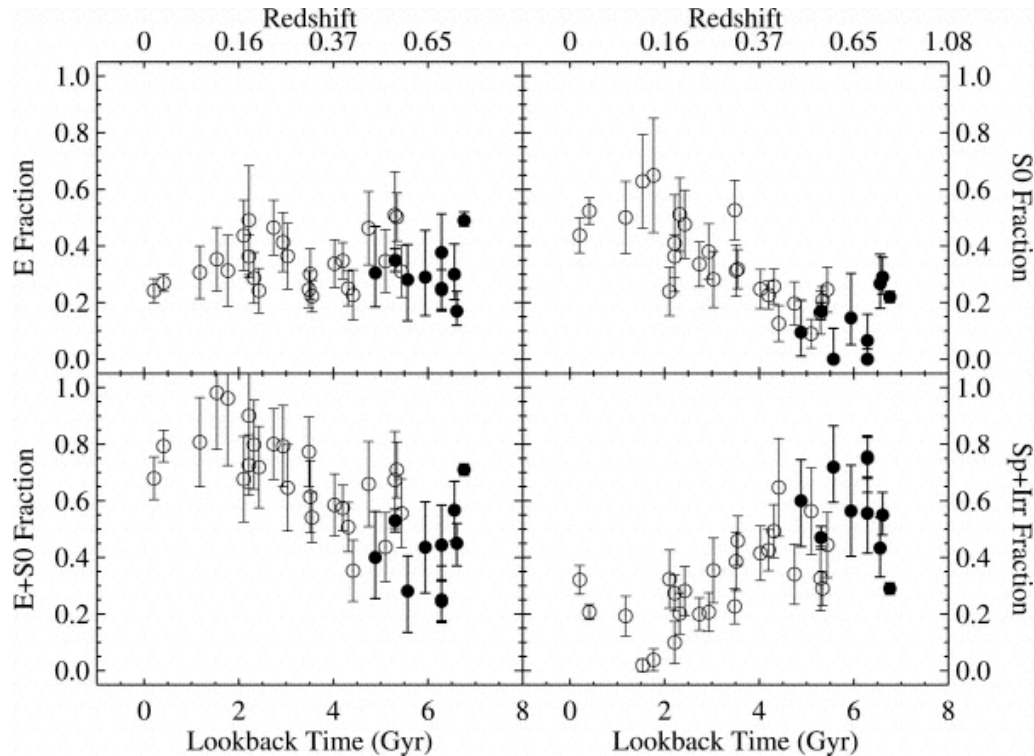 Redshift Redshift
0 0.16 0.37 0.65 0 0.16 0.37 0.65 1.08
1.0 1.0
0.8 0.8
0.6 0.6
0.4 0.4
0.2 0.2
0.0 0.0
E Fraction
S0 Fraction
1.0 1.0
0.8 0.8
0.6 0.6
0.4 0.4
0.2 0.2
0.0 0.0
E+S0 Fraction
Sp+Irr Fraction
0 2 4 6 8 0 2 4 6 8
Lookback Time (Gyr) Lookback Time (Gyr)